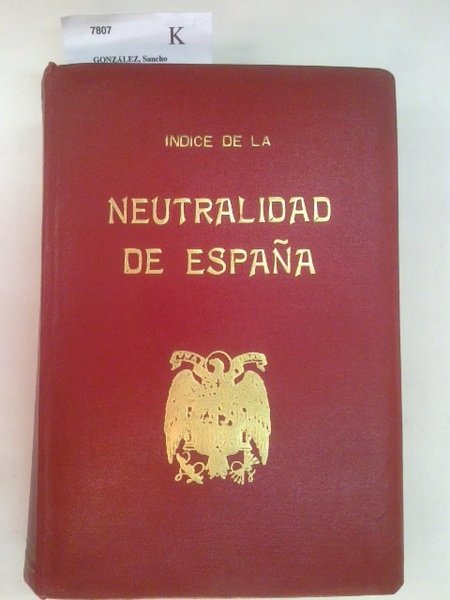 7807
K
GONZÁLEZ, Sancho
INDICE DE LA
NEUTRALIDAD
DE ESPAÑA